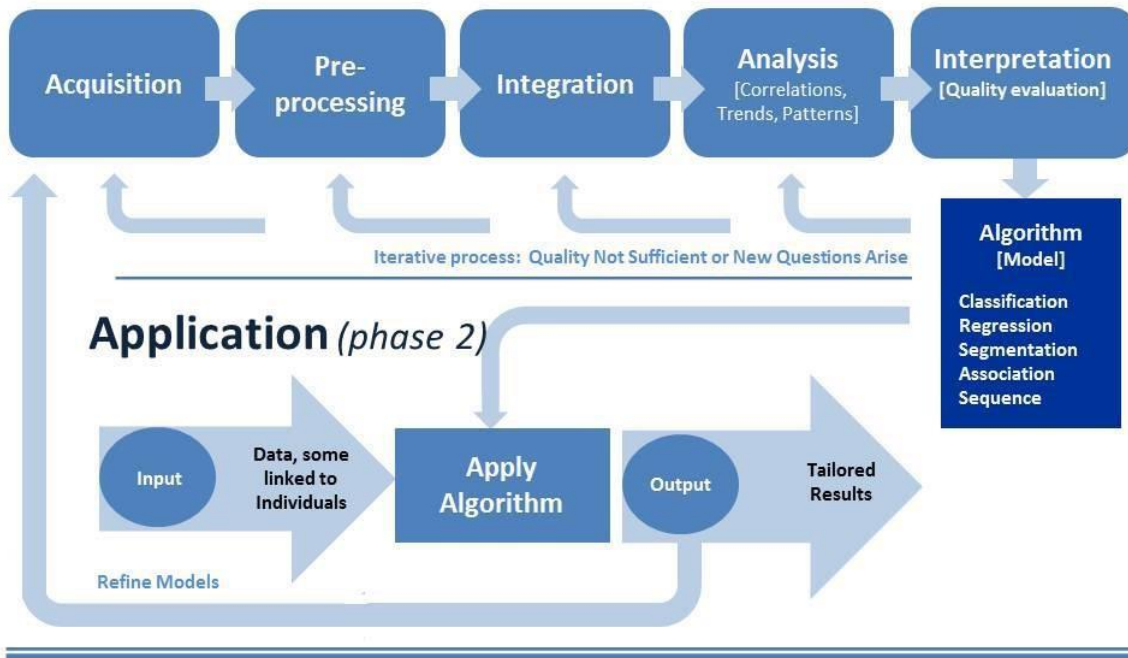 Acquisition
Pre-
processing
Integration
Analysis
[Correlations,
Trends, Patterns]
Interpretation
[Quality evaluation]
Algorithm
[Model]
Classification
Regression
Segmentation
Association
Sequence
Iterative process: Quality Not Sufficient or New Questions Arise
Application (phase 2)
Input
Data, some
linked to
Individuals
Apply
Algorithm
Output
Tailored
Results
Refine Models